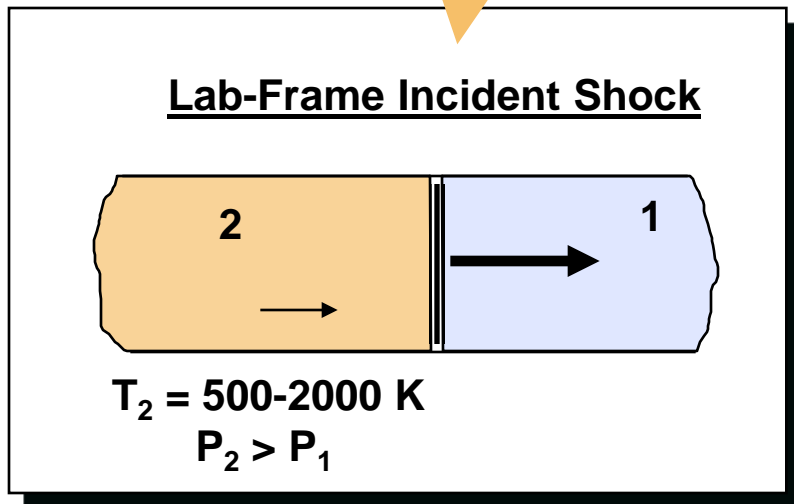 Lab-Frame Incident Shock
2
1
T₂ = 500-2000 K
P₂ > P₁